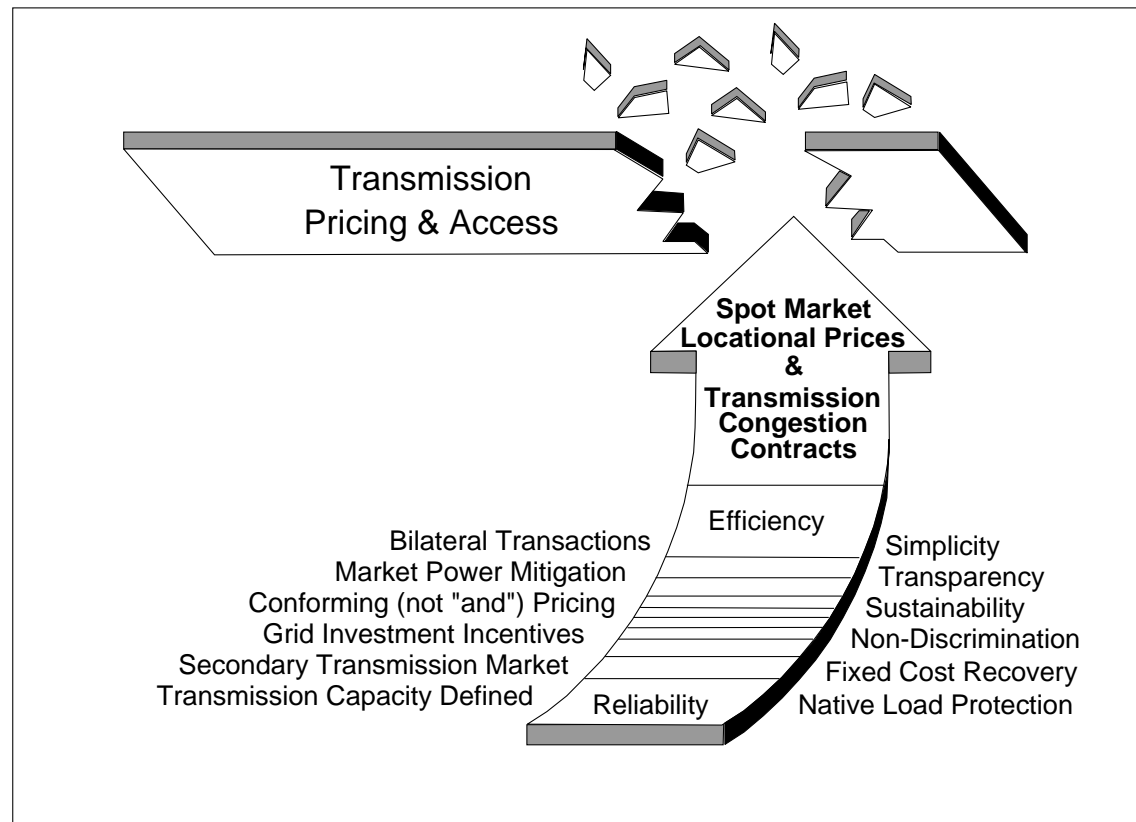 Transmission
Pricing & Access
Spot Market
Locational Prices
&
Transmission
Congestion
Contracts
Efficiency
Bilateral Transactions
Market Power Mitigation
Conforming (not "and") Pricing
Grid Investment Incentives
Secondary Transmission Market
Transmission Capacity Defined
Simplicity
Transparency
Sustainability
Non-Discrimination
Fixed Cost Recovery
Native Load Protection
Reliability